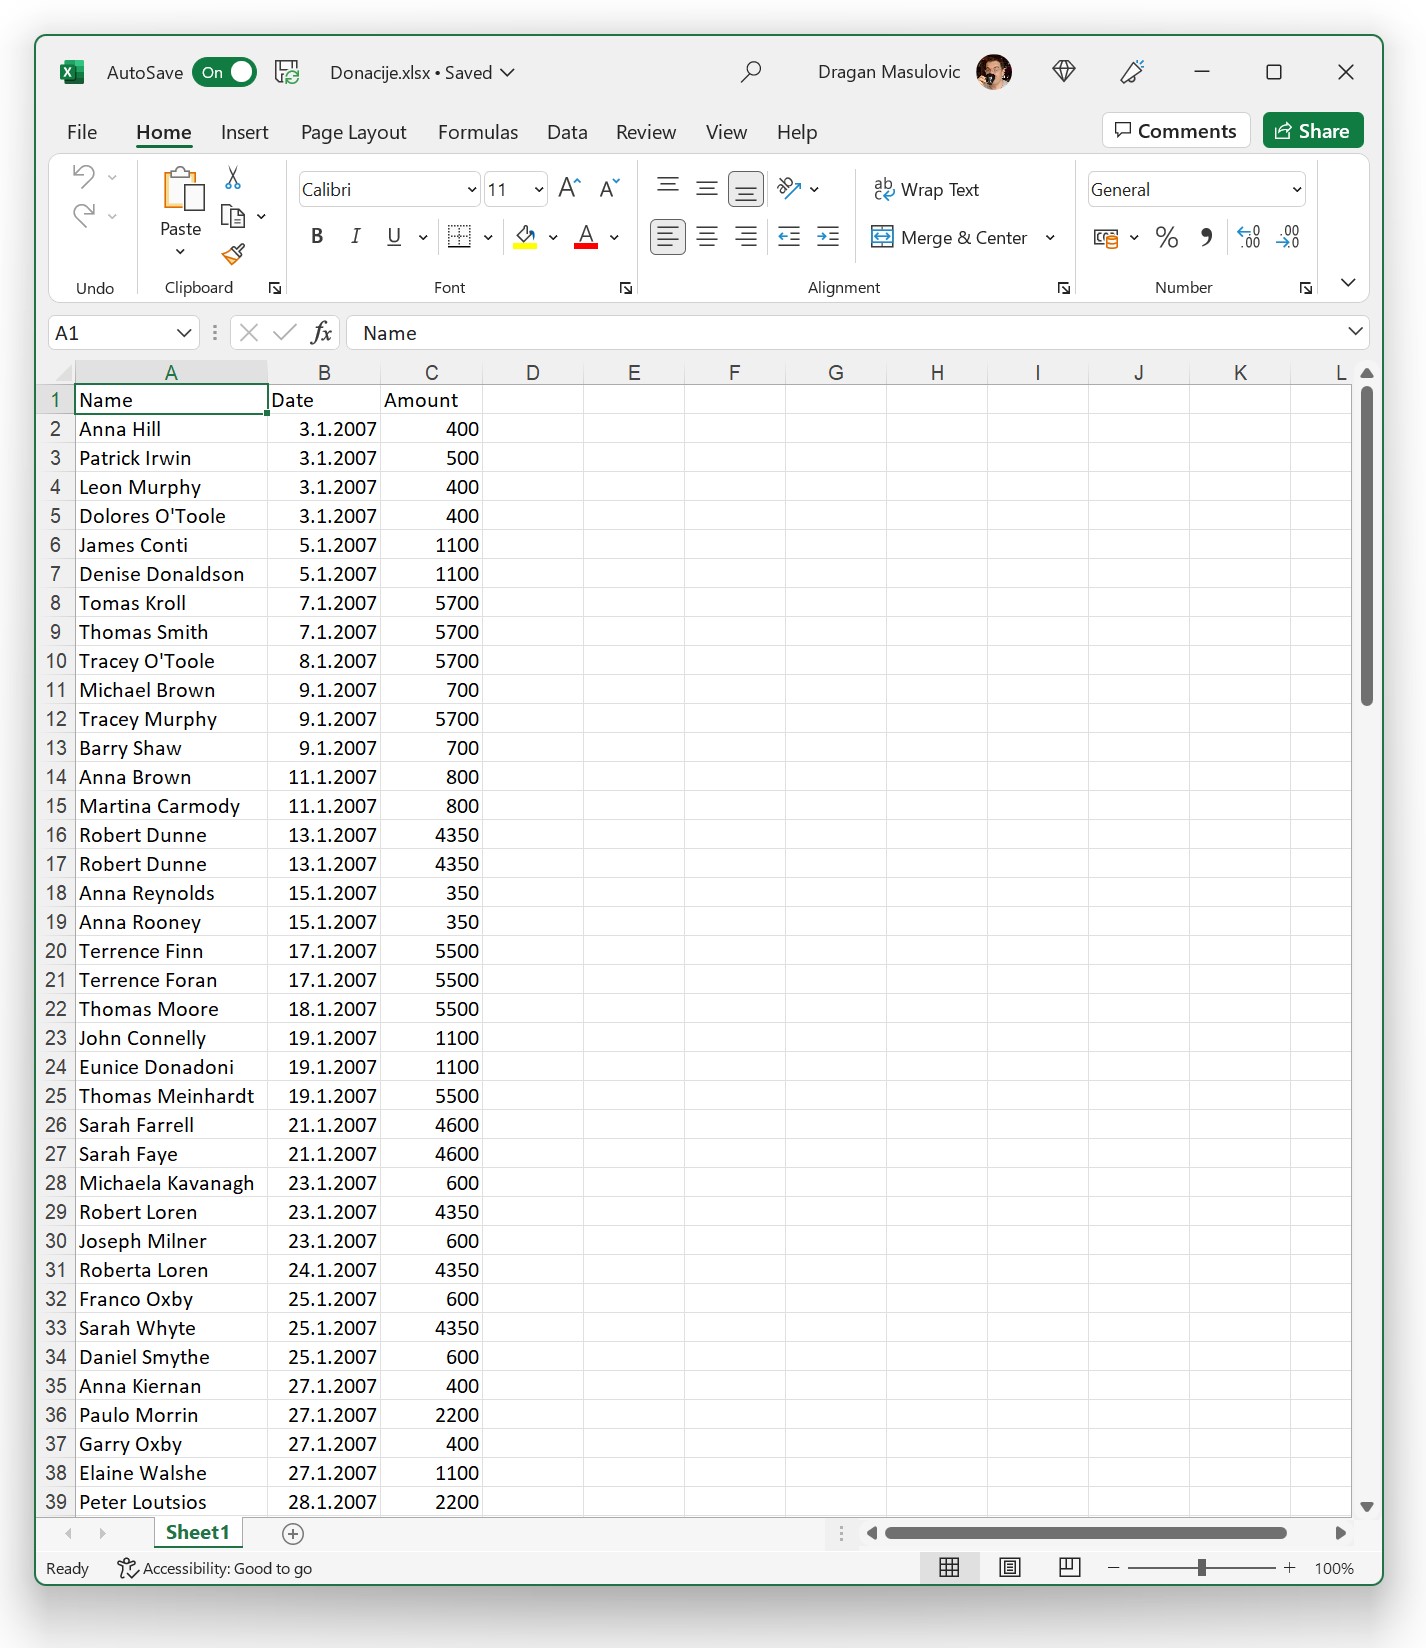 AutoSave On Donacije.xlsx • Saved Dragan Masulovic
File Home Insert Page Layout Formulas Data Review View Help Comments Share
Paste
Calibri 11
B I U A
Wrap Text
Merge & Center
General
Undo Clipboard Font Alignment Number
A1 fx Name
A B C D E F G H I J K L
1 Name Date Amount
2 Anna Hill 3.1.2007 400
3 Patrick Irwin 3.1.2007 500
4 Leon Murphy 3.1.2007 400
5 Dolores O'Toole 3.1.2007 400
6 James Conti 5.1.2007 1100
7 Denise Donaldson 5.1.2007 1100
8 Tomas Kroll 7.1.2007 5700
9 Thomas Smith 7.1.2007 5700
10 Tracey O'Toole 8.1.2007 5700
11 Michael Brown 9.1.2007 700
12 Tracey Murphy 9.1.2007 5700
13 Barry Shaw 9.1.2007 700
14 Anna Brown 11.1.2007 800
15 Martina Carmody 11.1.2007 800
16 Robert Dunne 13.1.2007 4350
17 Robert Dunne 13.1.2007 4350
18 Anna Reynolds 15.1.2007 350
19 Anna Rooney 15.1.2007 350
20 Terrence Finn 17.1.2007 5500
21 Terrence Foran 17.1.2007 5500
22 Thomas Moore 18.1.2007 5500
23 John Connelly 19.1.2007 1100
24 Eunice Donadoni 19.1.2007 1100
25 Thomas Meinhardt 19.1.2007 5500
26 Sarah Farrell 21.1.2007 4600
27 Sarah Faye 21.1.2007 4600
28 Michaela Kavanagh 23.1.2007 600
29 Robert Loren 23.1.2007 4350
30 Joseph Milner 23.1.2007 600
31 Roberta Loren 24.1.2007 4350
32 Franco Oxby 25.1.2007 600
33 Sarah Whyte 25.1.2007 4350
34 Daniel Smythe 25.1.2007 600
35 Anna Kiernan 27.1.2007 400
36 Paulo Morrin 27.1.2007 2200
37 Garry Oxby 27.1.2007 400
38 Elaine Walshe 27.1.2007 1100
39 Peter Loutsios 28.1.2007 2200
Sheet1
Ready Accessibility: Good to go 100%